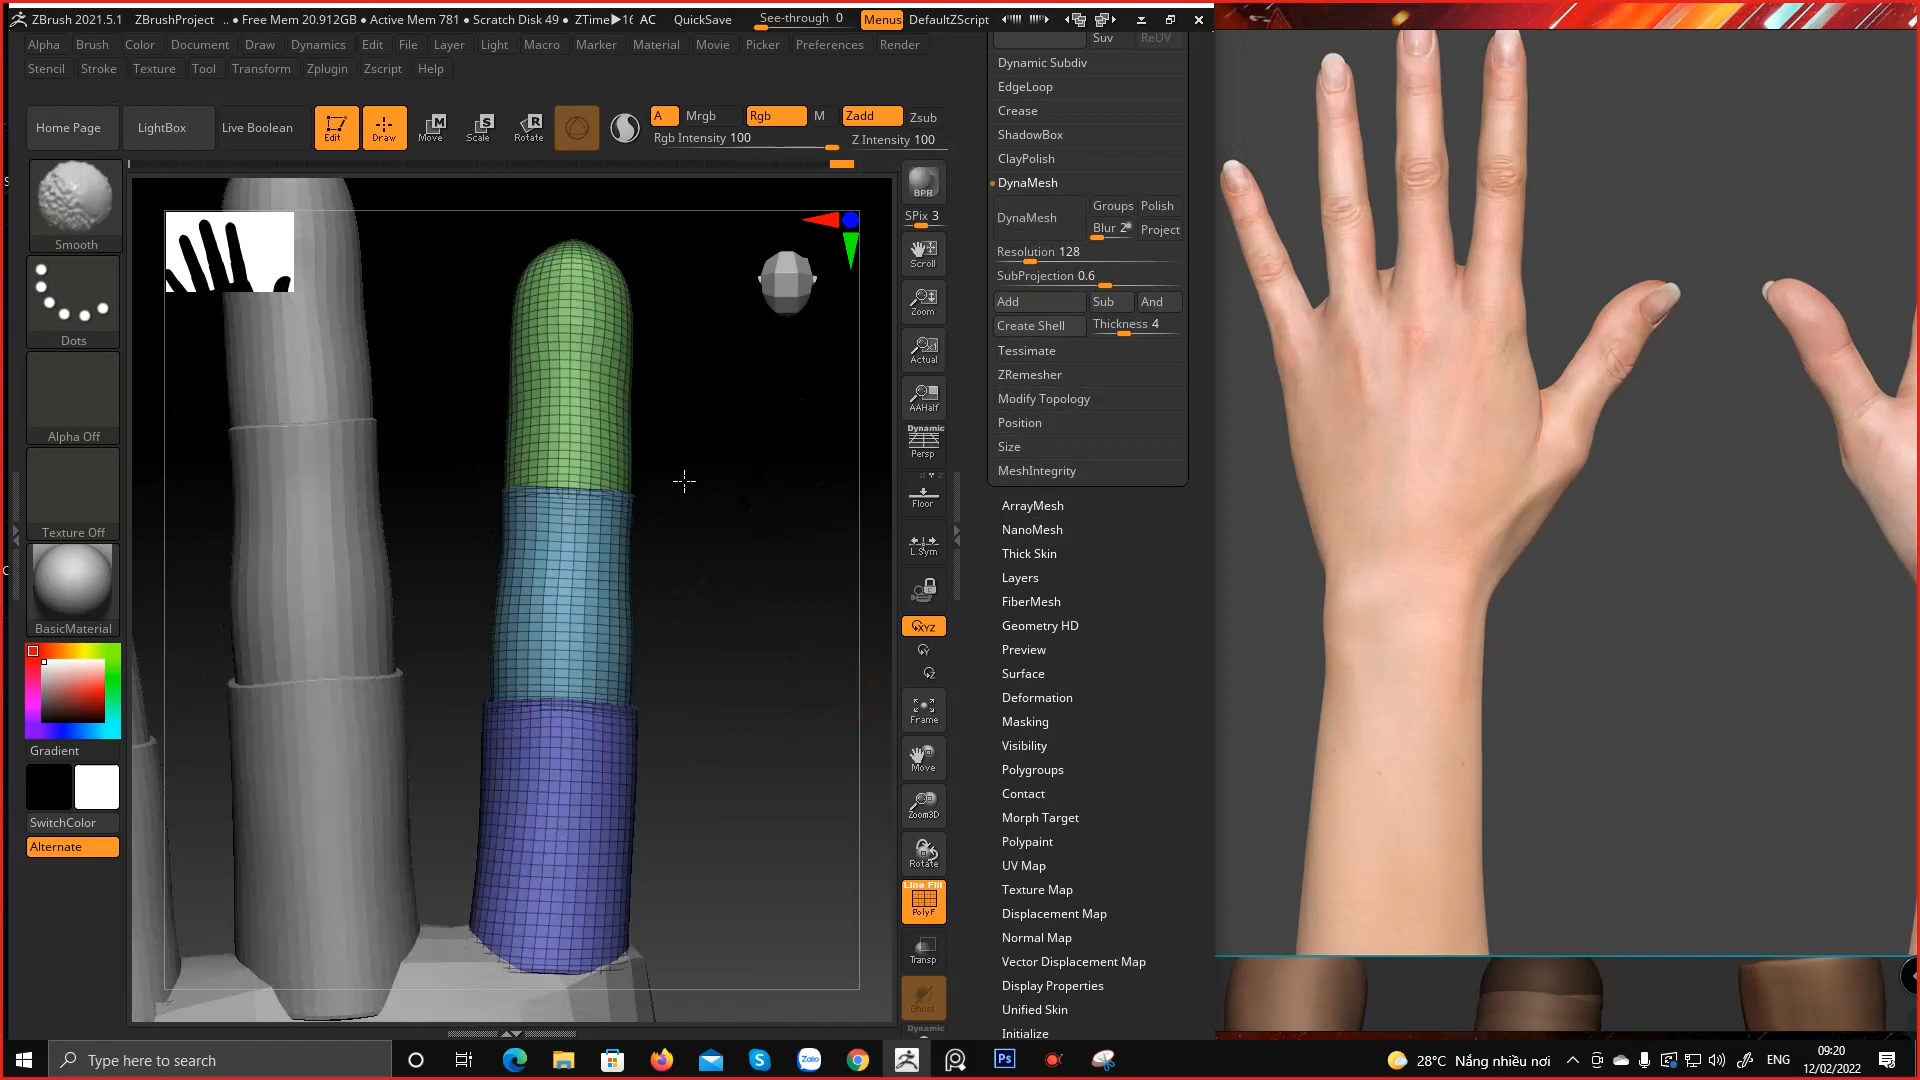 ZBrush 2021.5.1 ZBrushProject .. • Free Mem 20.912GB • Active Mem 781 • Scratch Disk 49 • ZTime▶16 AC QuickSave See-through 0 Menus DefaultZScript
Alpha Brush Color Document Draw Dynamics Edit File Layer Light Macro Marker Material Movie Picker Preferences Render
Stencil Stroke Texture Tool Transform Zplugin Zscript Help
Home Page LightBox Live Boolean Edit Draw Move Scale Rotate A Mrgb Rgb M Zadd Zsub
Rgb Intensity 100 Z Intensity 100
Smooth
Dots
Alpha Off
Texture Off
BasicMaterial
Gradient
SwitchColor
Alternate
BPR
SPix 3
Scroll
Zoom
Actual
AAHalf
Dynamic
Persp
Floor
L.Sym
XYZ
Frame
Move
Zoom3D
Rotate
Line Fill
PolyF
Transp
Ghost
Dynamic
Suv ReUV
Dynamic Subdiv
EdgeLoop
Crease
ShadowBox
ClayPolish
DynaMesh
DynaMesh Groups Polish
Blur 2 Project
Resolution 128
SubProjection 0.6
Add Sub And
Create Shell Thickness 4
Tessimate
ZRemesher
Modify Topology
Position
Size
MeshIntegrity
ArrayMesh
NanoMesh
Thick Skin
Layers
FiberMesh
Geometry HD
Preview
Surface
Deformation
Masking
Visibility
Polygroups
Contact
Morph Target
Polypaint
UV Map
Texture Map
Displacement Map
Normal Map
Vector Displacement Map
Display Properties
Unified Skin
Initialize
Type here to search
Zalo
Ps
28°C Nắng nhiều nơi
ENG
09:20
12/02/2022